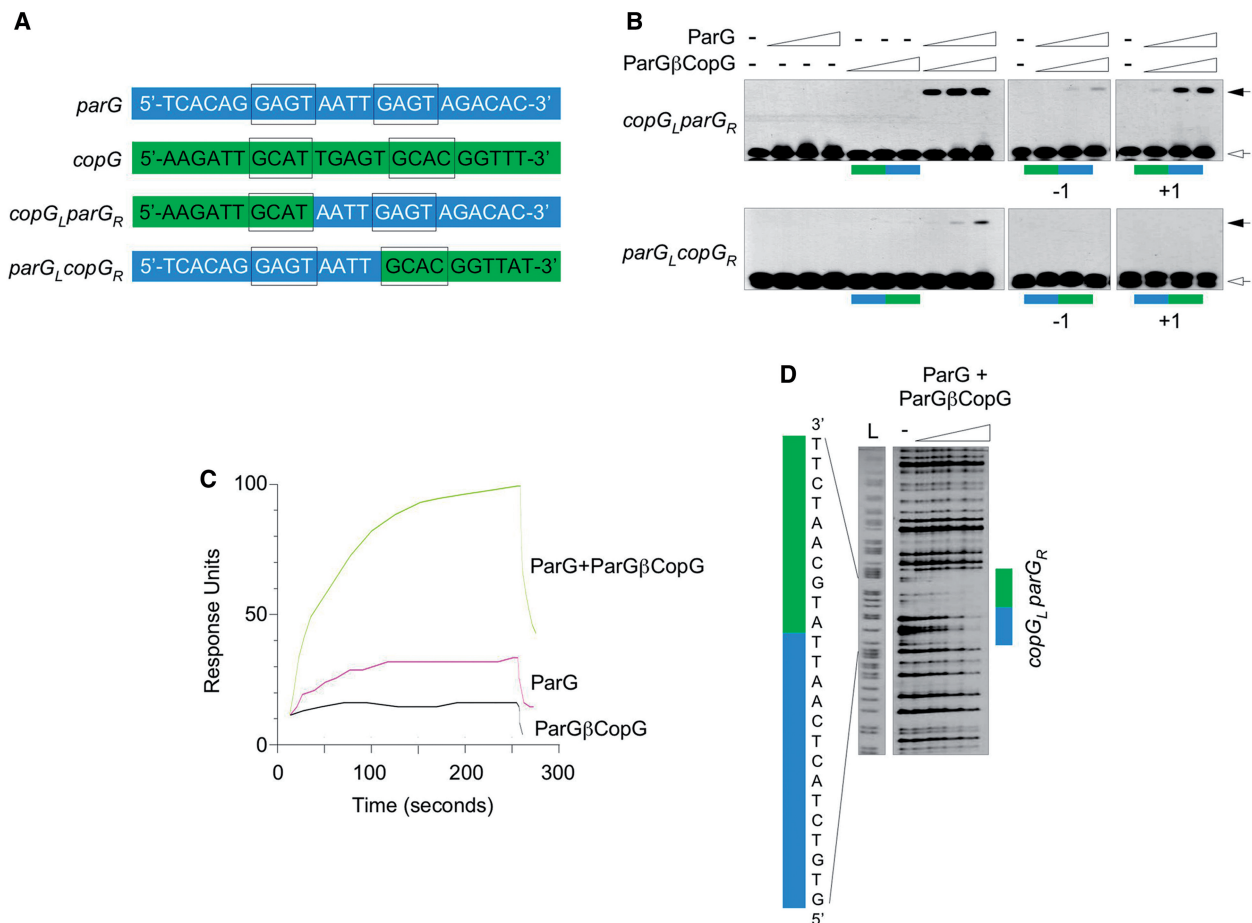 A
parG 5'-TCACAG GAGT AATT GAGT AGACAC-3'
copG 5'-AAGATT GCAT TGAGT GCAC GGTTT-3'
copGLparGR 5'-AAGATT GCAT AATT GAGT AGACAC-3'
parGLcopGR 5'-TCACAG GAGT AATT GCAC GGTTAT-3'
B
ParG - - - - - -
ParGβCopG - - - - - -
copGLparGR
-1 +1
parGLcopGR
-1 +1
C
Response Units
100
50
0
0 100 200 300
Time (seconds)
ParG+ParGβCopG
ParG
ParGβCopG
D
ParG +
ParGβCopG
L -
3'
T
T
C
T
A
A
C
G
T
A
T
T
A
A
C
T
C
A
T
C
T
G
T
G
5'
copGL parGR